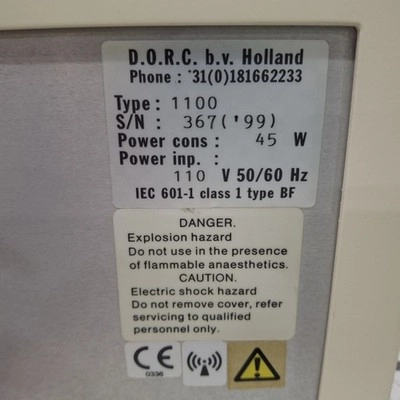 D.O.R.C. b.v. Holland
Phone : +31(0)181662233
Type: 1100
S/N : 367('99)
Power cons : 45 W
Power inp. :
110 V 50/60 Hz
IEC 601-1 class 1 type BF
DANGER.
Explosion hazard
Do not use in the presence
of flammable anaesthetics.
CAUTION.
Electric shock hazard
Do not remove cover, refer
servicing to qualified
personnel only.
CE
0336